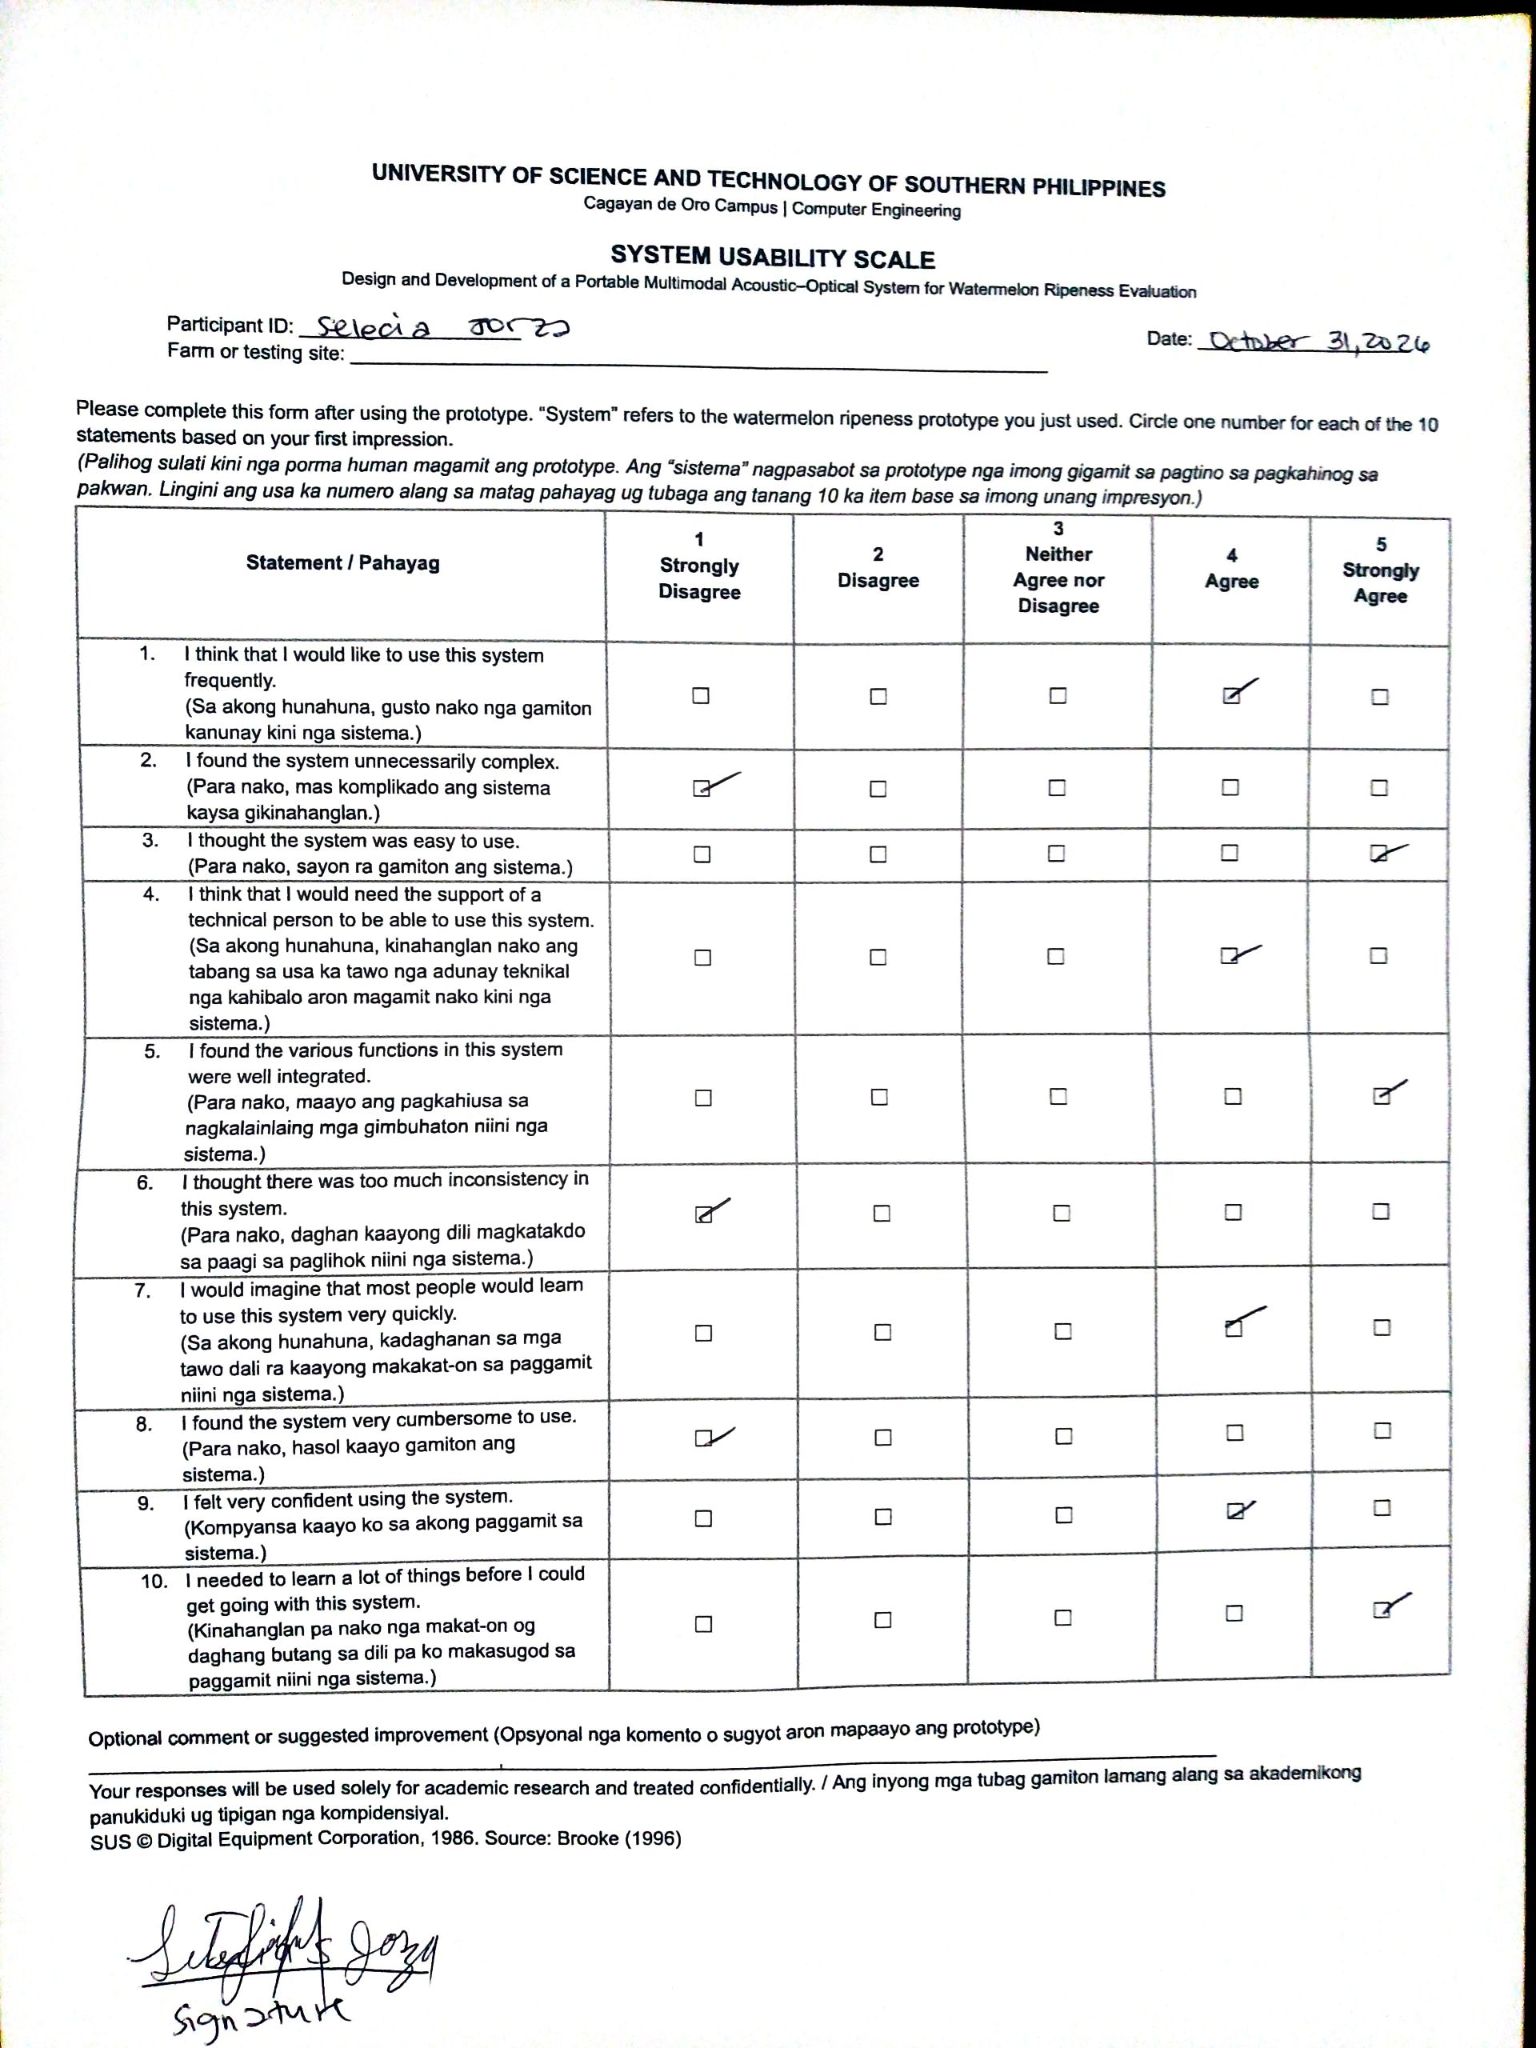 UNIVERSITY OF SCIENCE AND TECHNOLOGY OF SOUTHERN PHILIPPINES
Cagayan de Oro Campus | Computer Engineering
SYSTEM USABILITY SCALE
Design and Development of a Portable Multimodal Acoustic–Optical System for Watermelon Ripeness Evaluation
Participant ID: Selecia
Date: October 31, 2026
Farm or testing site:
Please complete this form after using the prototype. “System” refers to the watermelon ripeness prototype you just used. Circle one number for each of the 10
statements based on your first impression.
(Palihog sulati kini nga porma human magamit ang prototype. Ang “sistema” nagpasabot sa prototype nga imong gigamit sa pagtino sa pagkahinog sa
pakwan. Lingini ang usa ka numero alang sa matag pahayag ug tubaga ang tanang 10 ka item base sa imong unang impresyon.)
Statement / Pahayag
1
Strongly
Disagree
2
Disagree
3
Neither
Agree nor
Disagree
4
Agree
5
Strongly
Agree
1. I think that I would like to use this system
frequently.
(Sa akong hunahuna, gusto nako nga gamiton
kanunay kini nga sistema.)
2. I found the system unnecessarily complex.
(Para nako, mas komplikado ang sistema
kaysa gikinahanglan.)
3. I thought the system was easy to use.
(Para nako, sayon ra gamiton ang sistema.)
4. I think that I would need the support of a
technical person to be able to use this system.
(Sa akong hunahuna, kinahanglan nako ang
tabang sa usa ka tawo nga adunay teknikal
nga kahibalo aron magamit nako kini nga
sistema.)
5. I found the various functions in this system
were well integrated.
(Para nako, maayo ang pagkahiusa sa
nagkalainlaing mga gimbuhaton niini nga
sistema.)
6. I thought there was too much inconsistency in
this system.
(Para nako, daghan kaayong dili magkatakdo
sa paagi sa paglihok niini nga sistema.)
7. I would imagine that most people would learn
to use this system very quickly.
(Sa akong hunahuna, kadaghanan sa mga
tawo dali ra kaayong makakat-on sa paggamit
niini nga sistema.)
8. I found the system very cumbersome to use.
(Para nako, hasol kaayo gamiton ang
sistema.)
9. I felt very confident using the system.
(Kompyansa kaayo ko sa akong paggamit sa
sistema.)
10. I needed to learn a lot of things before I could
get going with this system.
(Kinahanglan pa nako nga makat-on og
daghang butang sa dili pa ko makasugod sa
paggamit niini nga sistema.)
Optional comment or suggested improvement (Opsyonal nga komento o sugyot aron mapaayo ang prototype)
Your responses will be used solely for academic research and treated confidentially. / Ang inyong mga tubag gamiton lamang alang sa akademikong
panukiduki ug tipigan nga kompidensiyal.
SUS © Digital Equipment Corporation, 1986. Source: Brooke (1996)
signature